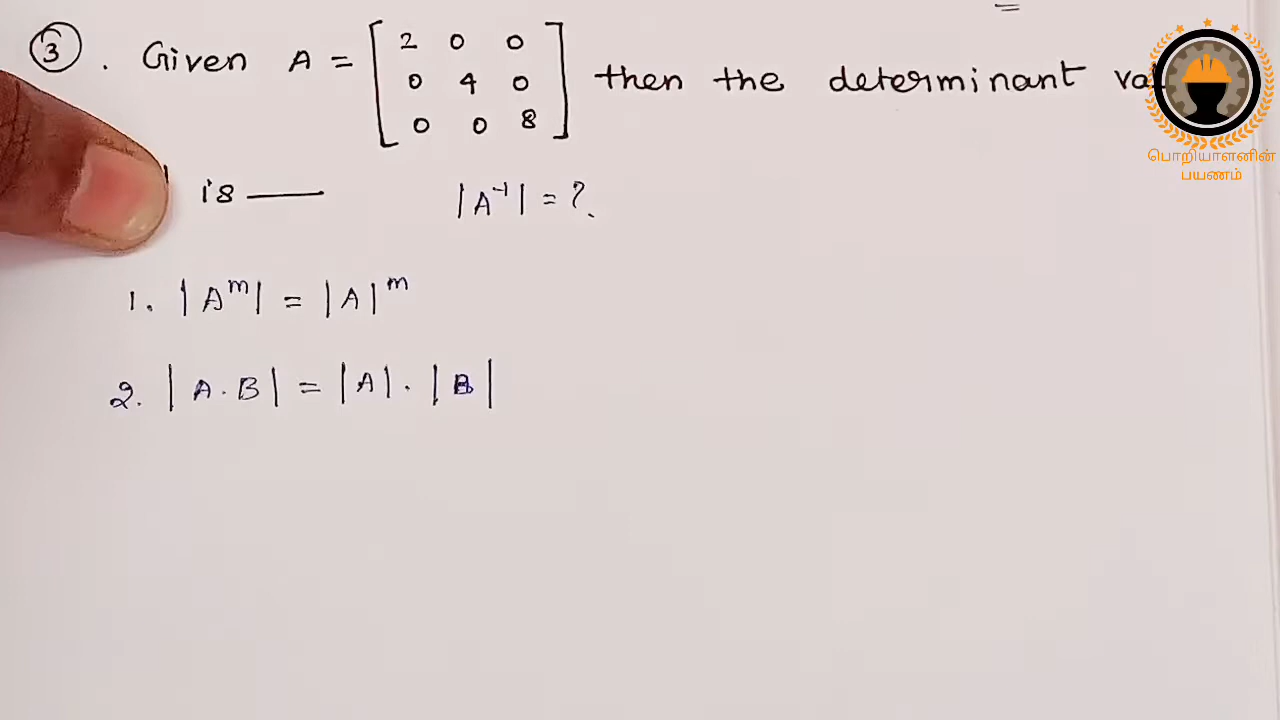 3. Given A = [2 0 0
0 4 0
0 0 8] then the determinant
is — |A⁻¹| = ?.
1. |Aᵐ| = |A|ᵐ
2. |A.B| = |A|.|B|
பொறியாளனின்
பயணம்